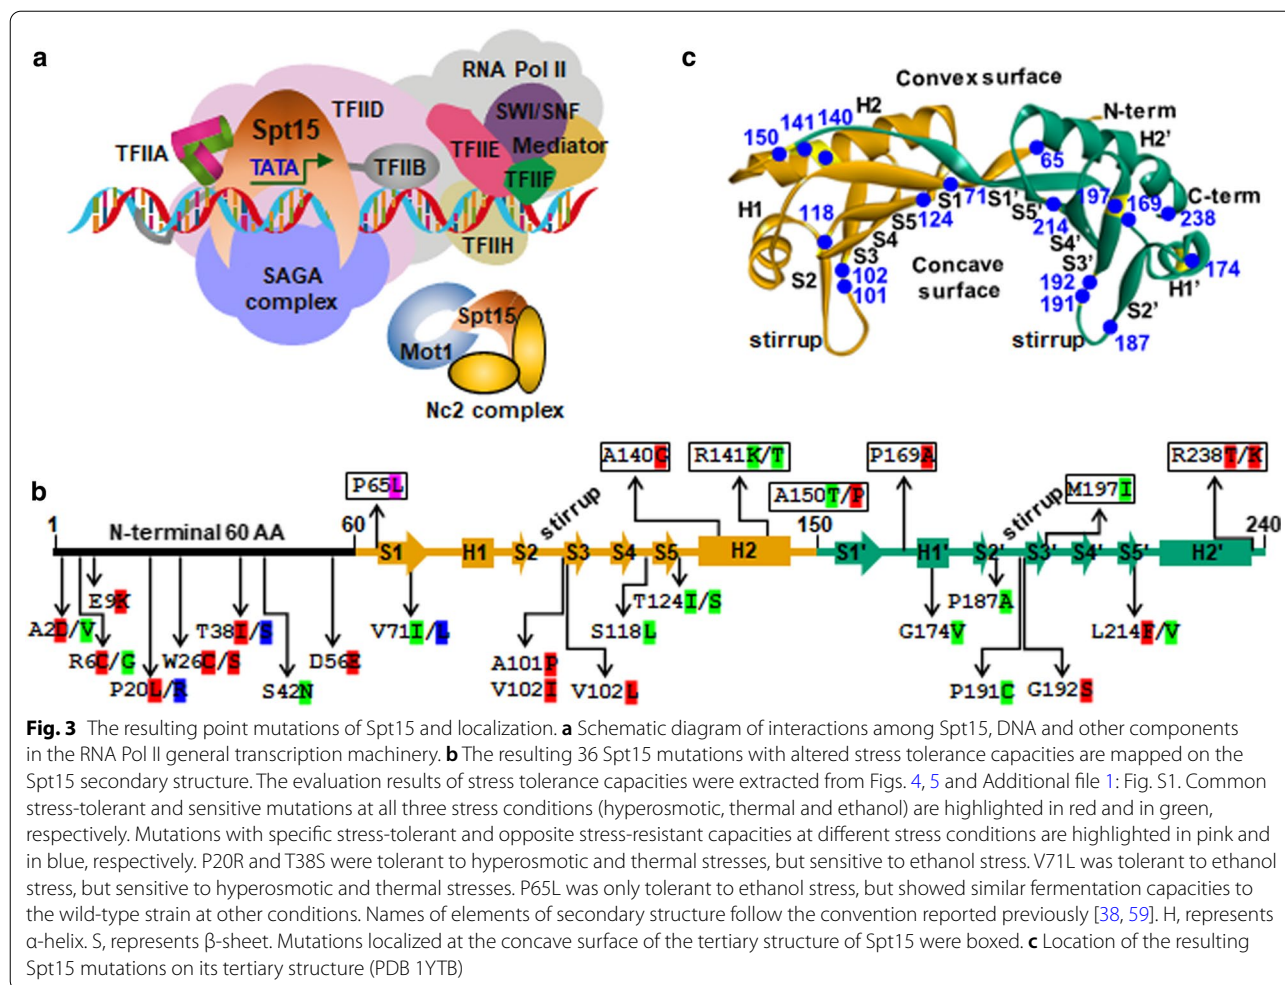 a
RNA Pol II
TFIID
SWI/SNF
Spt15
TFIIA
TFIIE
Mediator
TATA
TFIIB
TFIIF
TFIIH
SAGA
complex
Spt15
Mot1
Nc2 complex
c
Convex surface
H2
N-term
150 141 140
H2'
65
H1
118
S1 71 S1'
197 169
C-term
S5 124
S5' 214
238
S4
S4'
S3
Concave
surface
S3'
174
S2
102
192
H1'
101
191
S2'
stirrup
stirrup
187
b
A140G
R141K/T
P169A
R238T/K
P65L
A150T/P
M197I
stirrup
stirrup
1
N-terminal 60 AA
60
150
240
S1 H1 S2 S3 S4 S5 H2 S1' H1' S2' S3' S4' S5' H2'
E9K
T124I/S
P187A
A2D/V
T38I/S
V71I/L
S118L
G174V
L214F/V
R6C/G
W26C/S
D56E
A101P
P20L/R
S42N
V102I
V102L
P191C
G192S
Fig. 3 The resulting point mutations of Spt15 and localization. a Schematic diagram of interactions among Spt15, DNA and other components
in the RNA Pol II general transcription machinery. b The resulting 36 Spt15 mutations with altered stress tolerance capacities are mapped on the
Spt15 secondary structure. The evaluation results of stress tolerance capacities were extracted from Figs. 4, 5 and Additional file 1: Fig. S1. Common
stress-tolerant and sensitive mutations at all three stress conditions (hyperosmotic, thermal and ethanol) are highlighted in red and in green,
respectively. Mutations with specific stress-tolerant and opposite stress-resistant capacities at different stress conditions are highlighted in pink and
in blue, respectively. P20R and T38S were tolerant to hyperosmotic and thermal stresses, but sensitive to ethanol stress. V71L was tolerant to ethanol
stress, but sensitive to hyperosmotic and thermal stresses. P65L was only tolerant to ethanol stress, but showed similar fermentation capacities to
the wild-type strain at other conditions. Names of elements of secondary structure follow the convention reported previously [38, 59]. H, represents
α-helix. S, represents β-sheet. Mutations localized at the concave surface of the tertiary structure of Spt15 were boxed. c Location of the resulting
Spt15 mutations on its tertiary structure (PDB 1YTB)